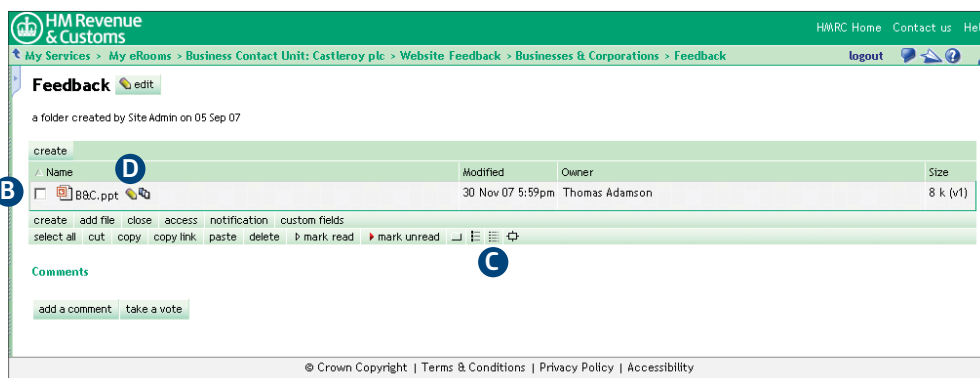 HM Revenue
& Customs
HMRC Home Contact us Hel
My Services > My eRooms > Business Contact Unit: Castleroy plc > Website Feedback > Businesses & Corporations > Feedback logout
Feedback edit
a folder created by Site Admin on 05 Sep 07
create
D
Name Modified Owner Size
B
B&C.ppt 30 Nov 07 5:59pm Thomas Adamson 8 k (v1)
create add file close access notification custom fields
select all cut copy copy link paste delete mark read mark unread
C
Comments
add a comment take a vote
© Crown Copyright | Terms & Conditions | Privacy Policy | Accessibility